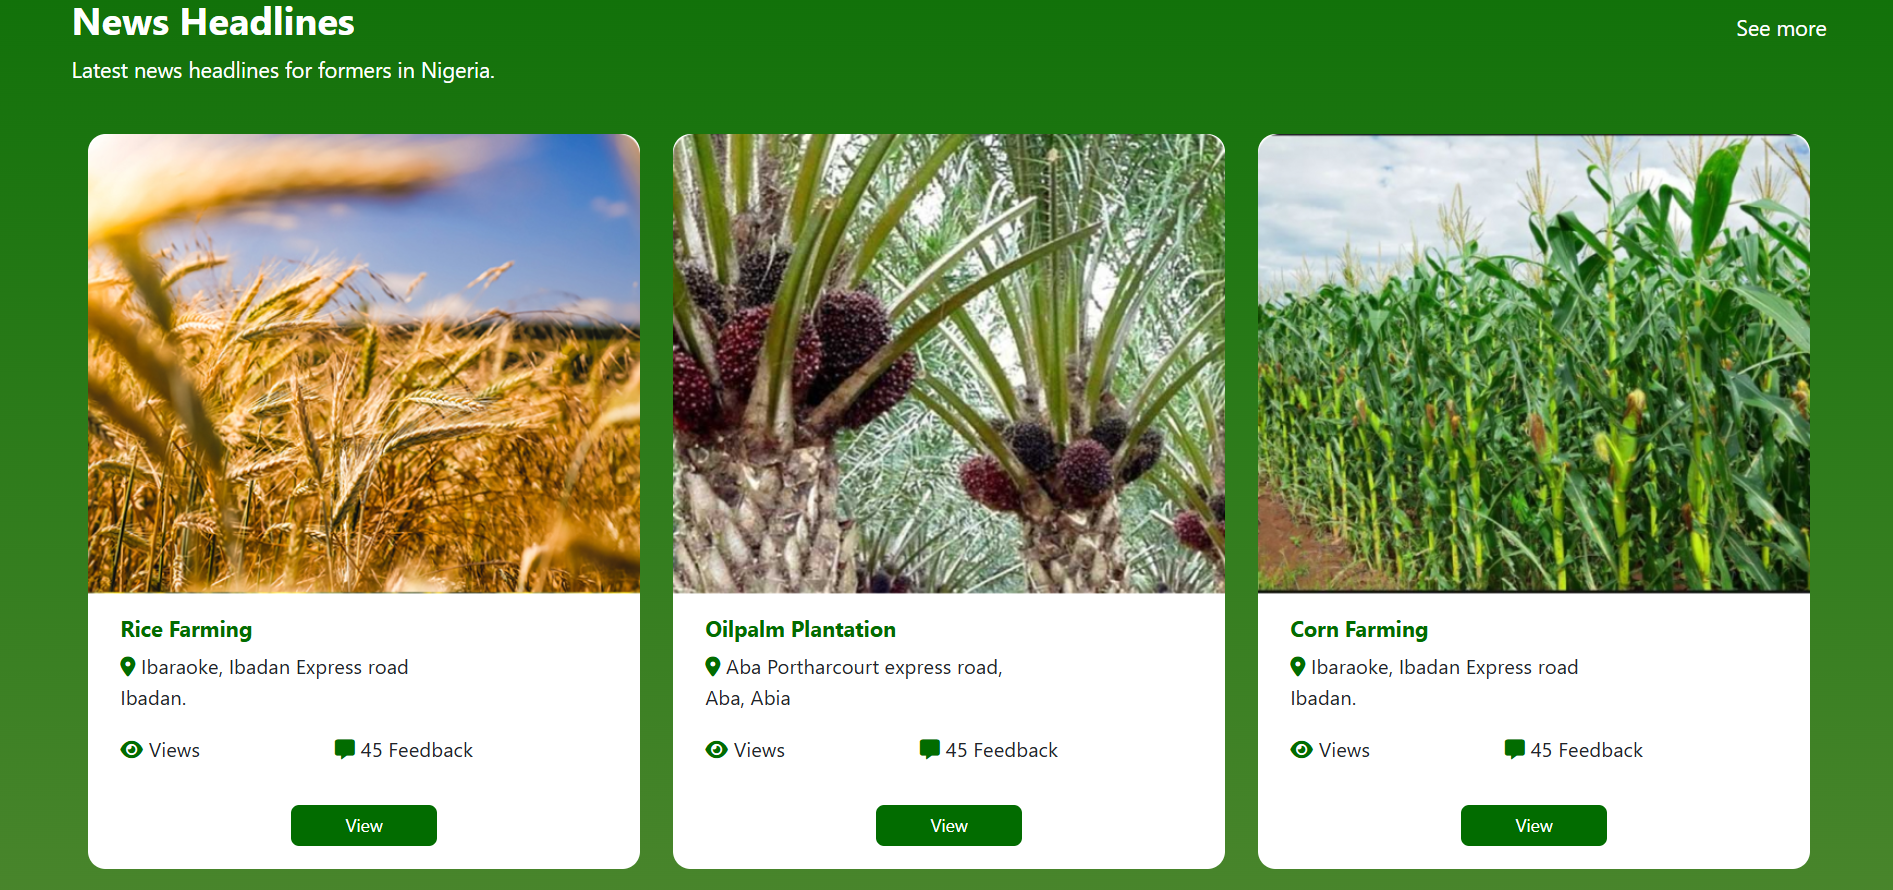 News Headlines
See more
Latest news headlines for formers in Nigeria.
Rice Farming
Ibaraoke, Ibadan Express road
Ibadan.
Views
45 Feedback
View
Oilpalm Plantation
Aba Portharcourt express road,
Aba, Abia
Views
45 Feedback
View
Corn Farming
Ibaraoke, Ibadan Express road
Ibadan.
Views
45 Feedback
View